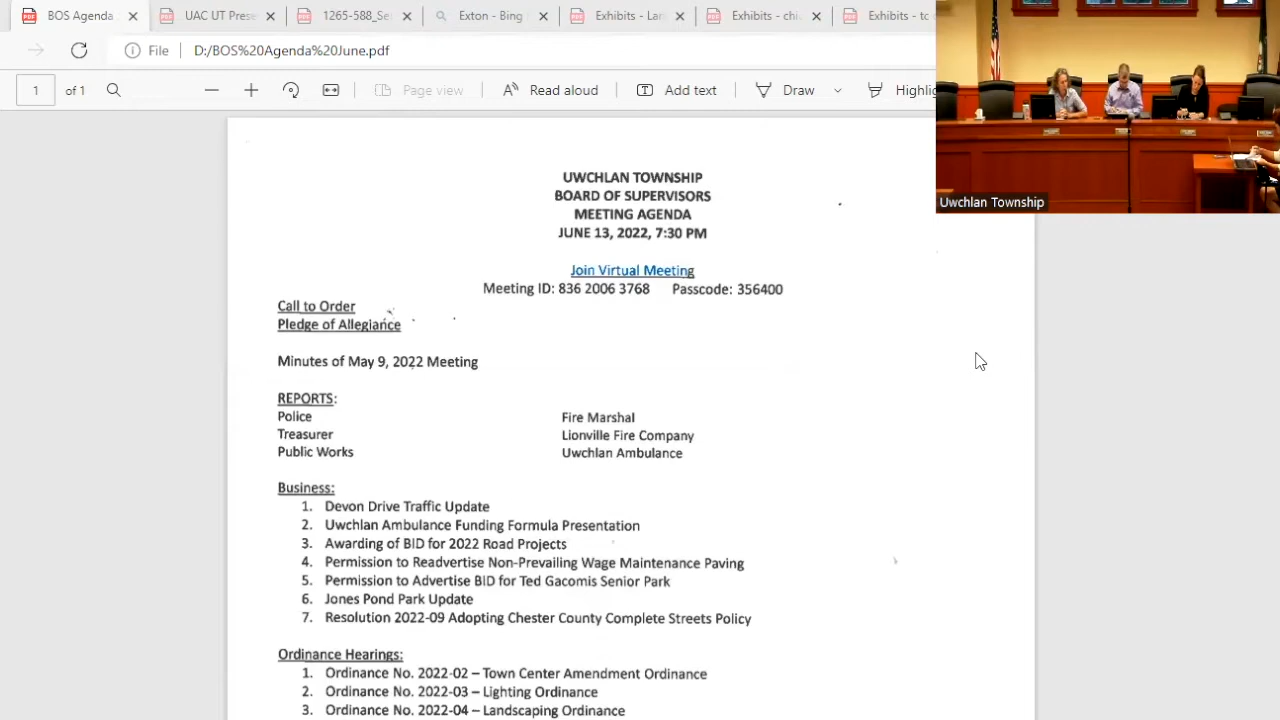 BOS Agenda
UAC UT Pres
1265-588_Se
Exton - Bing
Exhibits - Lan
Exhibits - chi
Exhibits - tc o
File
D:/BOS%20Agenda%20June.pdf
1 of 1
Page view
Read aloud
Add text
Draw
Highli
Uwchlan Township
UWCHLAN TOWNSHIP
BOARD OF SUPERVISORS
MEETING AGENDA
JUNE 13, 2022, 7:30 PM
Join Virtual Meeting
Meeting ID: 836 2006 3768 Passcode: 356400
Call to Order
Pledge of Allegiance
Minutes of May 9, 2022 Meeting
REPORTS:
Police
Fire Marshal
Treasurer
Lionville Fire Company
Public Works
Uwchlan Ambulance
Business:
1. Devon Drive Traffic Update
2. Uwchlan Ambulance Funding Formula Presentation
3. Awarding of BID for 2022 Road Projects
4. Permission to Readvertise Non-Prevailing Wage Maintenance Paving
5. Permission to Advertise BID for Ted Gacomis Senior Park
6. Jones Pond Park Update
7. Resolution 2022-09 Adopting Chester County Complete Streets Policy
Ordinance Hearings:
1. Ordinance No. 2022-02 – Town Center Amendment Ordinance
2. Ordinance No. 2022-03 – Lighting Ordinance
3. Ordinance No. 2022-04 – Landscaping Ordinance